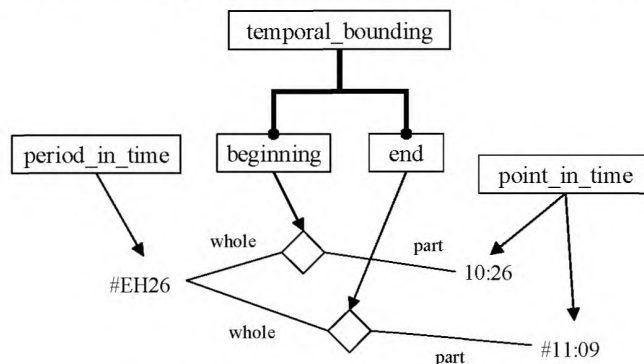 temporal_bounding
period_in_time
beginning
end
point_in_time
whole
part
#EH26
10:26
whole
part
#11:09